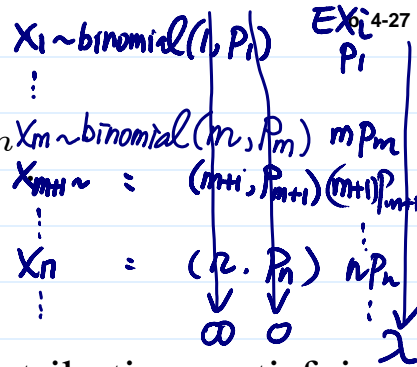 EXi p. 4-27
X1 ~ binomial(1, P1) P1
⋮
n Xm ~ binomial(m, Pm) mPm
Xm+1 ~ : (m+1, Pm+1) (m+1)Pm+1
⋮ ⋮
Xn : (n, Pn) nPn
⋮ ⋮
∞ 0 λ